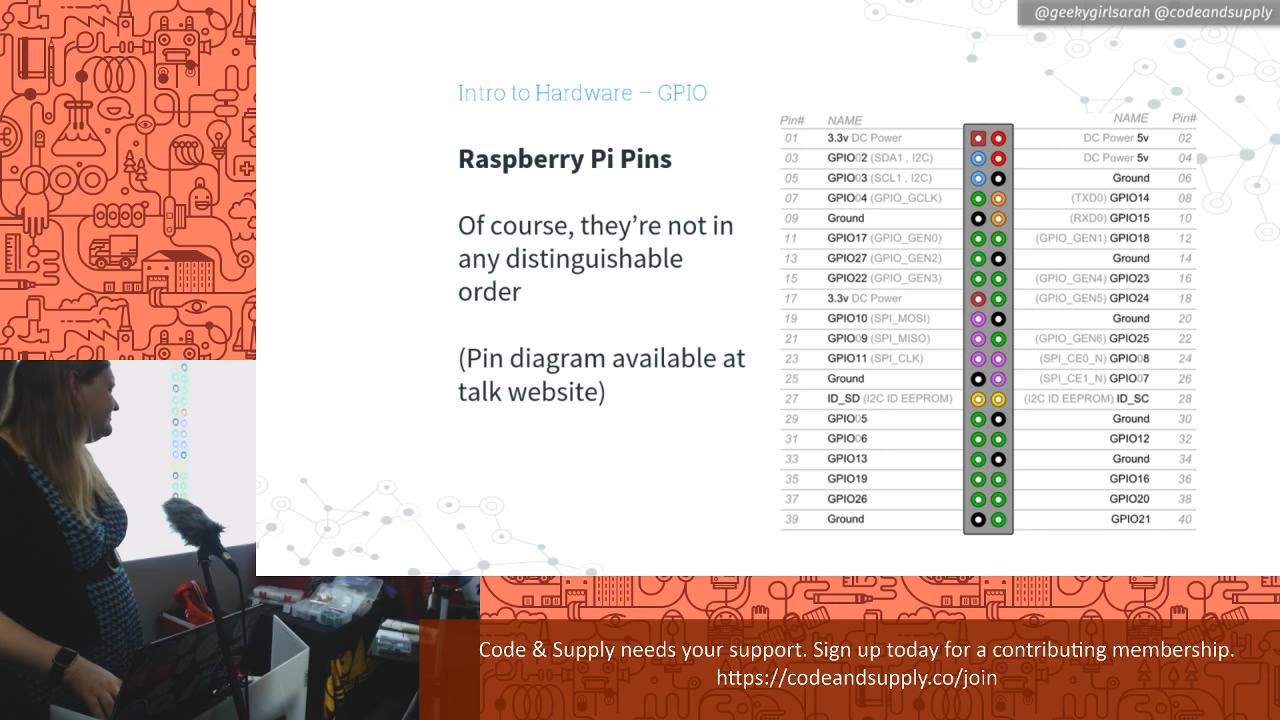 @geekygirlsarah @codeandsupply
Intro to Hardware – GPIO
Raspberry Pi Pins
Of course, they're not in
any distinguishable
order
(Pin diagram available at
talk website)
Pin# NAME NAME Pin#
01 3.3v DC Power DC Power 5v 02
03 GPIO02 (SDA1 , I2C) DC Power 5v 04
05 GPIO03 (SCL1 , I2C) Ground 06
07 GPIO04 (GPIO_GCLK) (TXD0) GPIO14 08
09 Ground (RXD0) GPIO15 10
11 GPIO17 (GPIO_GEN0) (GPIO_GEN1) GPIO18 12
13 GPIO27 (GPIO_GEN2) Ground 14
15 GPIO22 (GPIO_GEN3) (GPIO_GEN4) GPIO23 16
17 3.3v DC Power (GPIO_GEN5) GPIO24 18
19 GPIO10 (SPI_MOSI) Ground 20
21 GPIO09 (SPI_MISO) (GPIO_GEN6) GPIO25 22
23 GPIO11 (SPI_CLK) (SPI_CE0_N) GPIO08 24
25 Ground (SPI_CE1_N) GPIO07 26
27 ID_SD (I2C ID EEPROM) (I2C ID EEPROM) ID_SC 28
29 GPIO05 Ground 30
31 GPIO06 GPIO12 32
33 GPIO13 Ground 34
35 GPIO19 GPIO16 36
37 GPIO26 GPIO20 38
39 Ground GPIO21 40
Code & Supply needs your support. Sign up today for a contributing membership.
https://codeandsupply.co/join